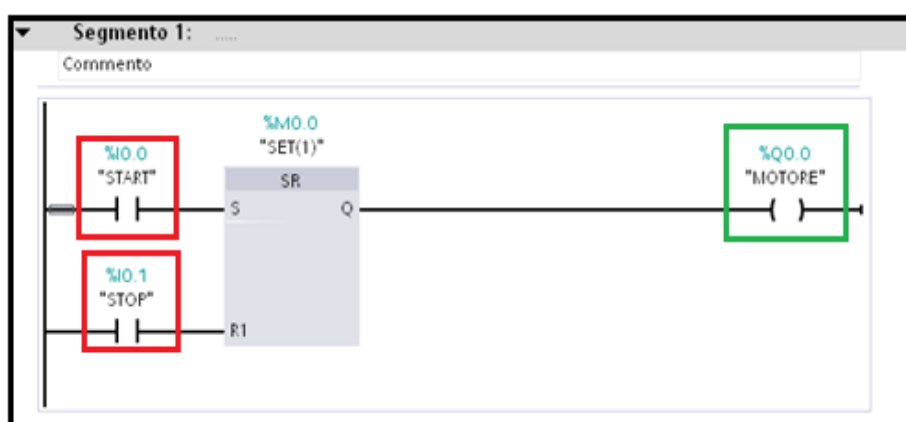 Segmento 1: .....
Commento
%M0.0
"SET(1)"
%I0.0
"START"
SR
%Q0.0
"MOTORE"
S
Q
%I0.1
"STOP"
R1